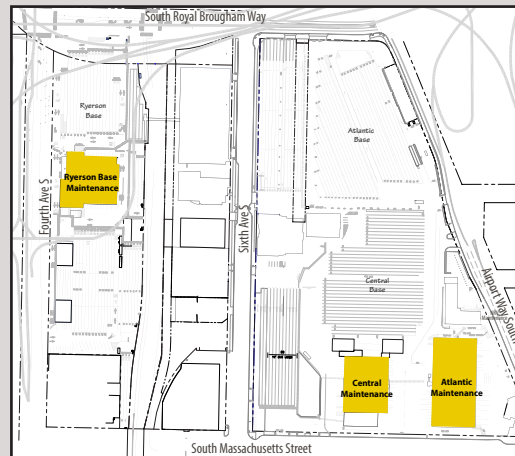 South Royal Brougham Way
Ryerson
Base
Atlantic
Base
Ryerson Base
Maintenance
Fourth Ave S
Sixth Ave S
Central
Base
Airport Way South
Central
Maintenance
Atlantic
Maintenance
South Massachusetts Street